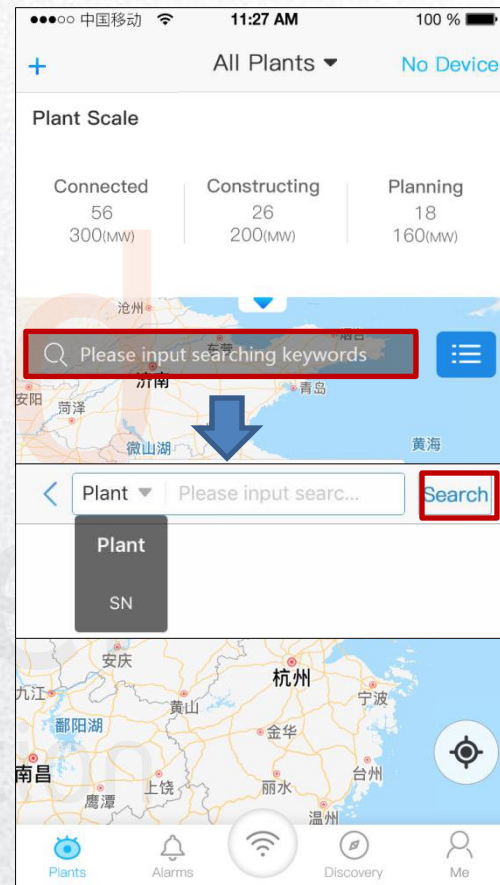 中国移动 11:27 AM 100 %
+ All Plants No Device
Plant Scale
Connected Constructing Planning
56 26 18
300(MW) 200(MW) 160(MW)
沧州
Please input searching keywords
济南
青岛
安阳 菏泽
微山湖 黄海
Plant Please input searc... Search
Plant
SN
安庆 杭州
九江 黄山 宁波
鄱阳湖 金华
南昌 上饶 丽水 台州
鹰潭 温州
Plants Alarms Discovery Me